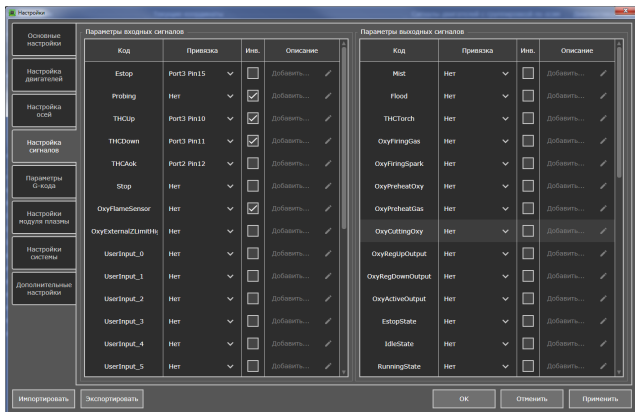 Настройки
Основные
настройки
Настройка
двигателей
Настройка
осей
Настройка
сигналов
Параметры
G-кода
Настройки
модуля плазмы
Настройки
системы
Дополнительные
настройки
Параметры входных сигналов
Код Привязка Инв. Описание
Estop Port3 Pin15 Добавить...
Probing Нет Добавить...
THCUp Port3 Pin10 Добавить...
THCDown Port3 Pin11 Добавить...
THCAok Port2 Pin12 Добавить...
Stop Нет Добавить...
OxyFlameSensor Нет Добавить...
OxyExternalZLimitHi Нет Добавить...
UserInput_0 Нет Добавить...
UserInput_1 Нет Добавить...
UserInput_2 Нет Добавить...
UserInput_3 Нет Добавить...
UserInput_4 Нет Добавить...
UserInput_5 Нет Добавить...
Параметры выходных сигналов
Код Привязка Инв. Описание
Mist Нет Добавить...
Flood Нет Добавить...
THCTorch Нет Добавить...
OxyFiringGas Нет Добавить...
OxyFiringSpark Нет Добавить...
OxyPreheatOxy Нет Добавить...
OxyPreheatGas Нет Добавить...
OxyCuttingOxy Нет Добавить...
OxyRegUpOutput Нет Добавить...
OxyRegDownOutput Нет Добавить...
OxyActiveOutput Нет Добавить...
EstopState Нет Добавить...
IdleState Нет Добавить...
RunningState Нет Добавить...
Импортировать Экспортировать ОК Отменить Применить